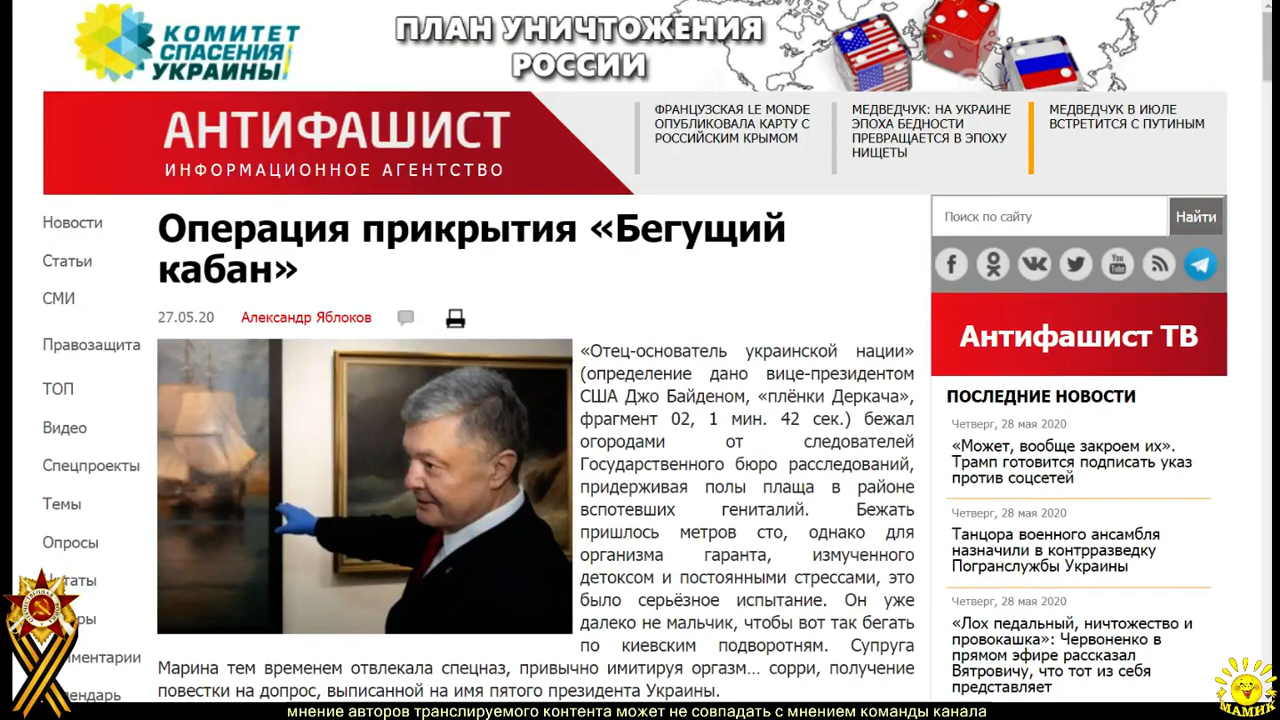 КОМИТЕТ
СПАСЕНИЯ
УКРАИНЫ
ПЛАН УНИЧТОЖЕНИЯ
РОССИИ
АНТИФАШИСТ
ИНФОРМАЦИОННОЕ АГЕНТСТВО
ФРАНЦУЗСКАЯ LE MONDE
ОПУБЛИКОВАЛА КАРТУ С
РОССИЙСКИМ КРЫМОМ
МЕДВЕДЧУК: НА УКРАИНЕ
ЭПОХА БЕДНОСТИ
ПРЕВРАЩАЕТСЯ В ЭПОХУ
НИЩЕТЫ
МЕДВЕДЧУК В ИЮЛЕ
ВСТРЕТИТСЯ С ПУТИНЫМ
Новости
Статьи
СМИ
Правозащита
ТОП
Видео
Спецпроекты
Темы
Опросы
Операция прикрытия «Бегущий
кабан»
27.05.20 Александр Яблоков
«Отец-основатель украинской нации»
(определение дано вице-президентом
США Джо Байденом, «плёнки Деркача»,
фрагмент 02, 1 мин. 42 сек.) бежал
огородами от следователей
Государственного бюро расследований,
придерживая полы плаща в районе
вспотевших гениталий. Бежать
пришлось метров сто, однако для
организма гаранта, измученного
детоксом и постоянными стрессами, это
было серьёзное испытание. Он уже
далеко не мальчик, чтобы вот так бегать
по киевским подворотням. Супруга
Марина тем временем отвлекала спецназ, привычно имитируя оргазм... сорри, получение
повестки на допрос, выписанной на имя пятого президента Украины.
Поиск по сайту
Найти
You
Tube
Антифашист ТВ
ПОСЛЕДНИЕ НОВОСТИ
Четверг, 28 мая 2020
«Может, вообще закроем их».
Трамп готовится подписать указ
против соцсетей
Четверг, 28 мая 2020
Танцора военного ансамбля
назначили в контрразведку
Погранслужбы Украины
Четверг, 28 мая 2020
«Лох педальный, ничтожество и
провокашка»: Червоненко в
прямом эфире рассказал
Вятровичу, что тот из себя
представляет
МАМИК
мнение авторов транслируемого контента может не совпадать с мнением команды канала